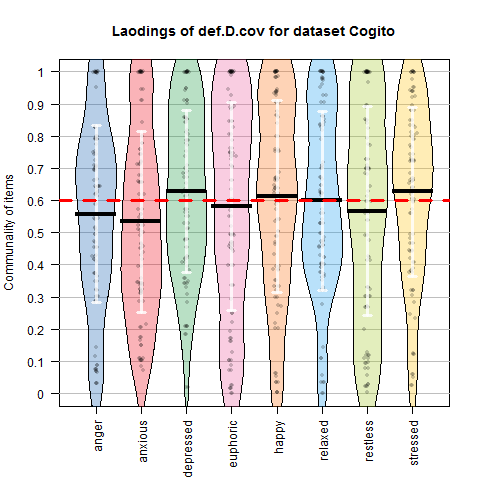 Laodings of def.D.cov for dataset Cogito
Communality of items
1
0.9
0.8
0.7
0.6
0.5
0.4
0.3
0.2
0.1
0
anger
anxious
depressed
euphoric
happy
relaxed
restless
stressed